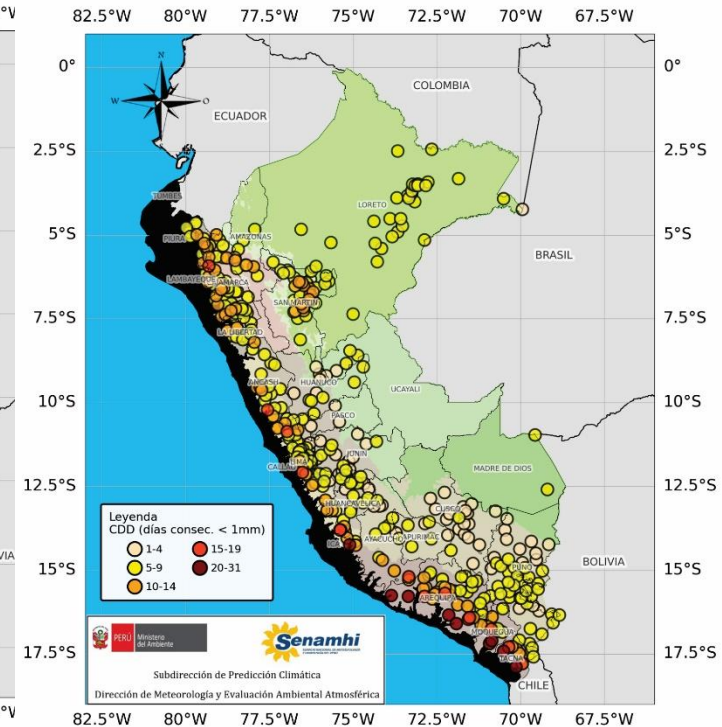 °W
82.5°W 80°W 77.5°W 75°W 72.5°W 70°W 67.5°W
N
W
O
S
COLOMBIA
ECUADOR
BRASIL
BOLIVIA
CHILE
0° 0°
2.5°S 2.5°S
5°S 5°S
7.5°S 7.5°S
10°S 10°S
12.5°S 12.5°S
15°S 15°S
17.5°S 17.5°S
TUMBES
PIURA
LORETO
AMAZONAS
LAMBAYEQUE
SAN MARTIN
LA LIBERTAD
ANCASH
HUANUCO
UCAYALI
PASCO
JUNIN
LIMA
CALLAO
MADRE DE DIOS
CUSCO
HUANCAVELICA
ICA
AYACUCHO
APURIMAC
PUNO
AREQUIPA
MOQUEGUA
TACNA
VIA
Leyenda
CDD (días consec. < 1mm)
1-4 15-19
5-9 20-31
10-14
PERÚ Ministerio
del Ambiente
Senamhi
Subdirección de Predicción Climática
Dirección de Meteorología y Evaluación Ambiental Atmosférica
°W
82.5°W 80°W 77.5°W 75°W 72.5°W 70°W 67.5°W